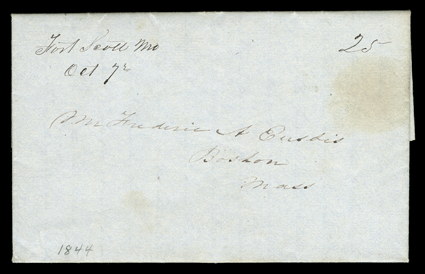 Fort Scott Mo
Oct 7th
25
Mr Frederic A Eustis
Boston
Mass
1844